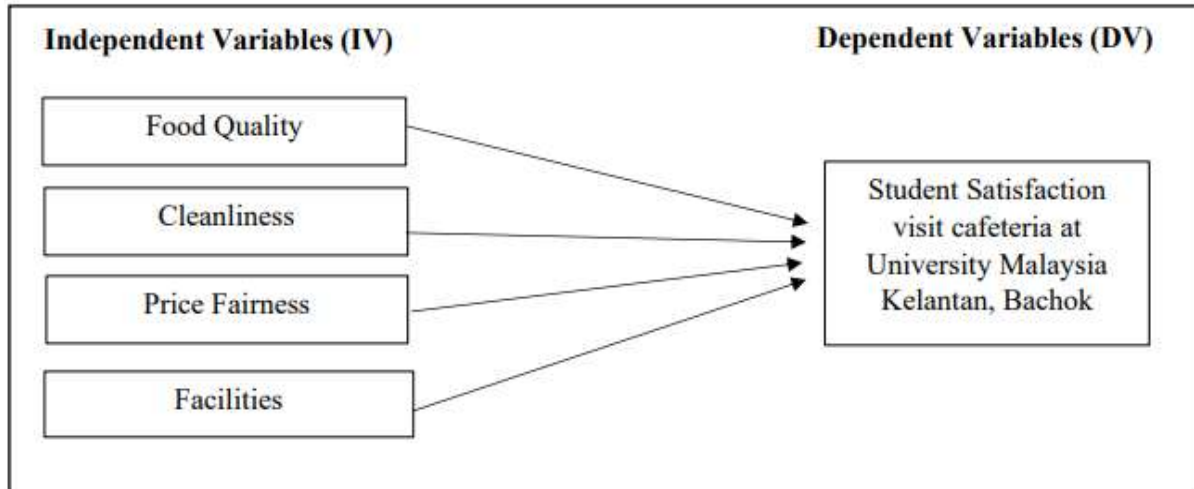 Independent Variables (IV)
Dependent Variables (DV)
Food Quality
Cleanliness
Price Fairness
Facilities
Student Satisfaction
visit cafeteria at
University Malaysia
Kelantan, Bachok